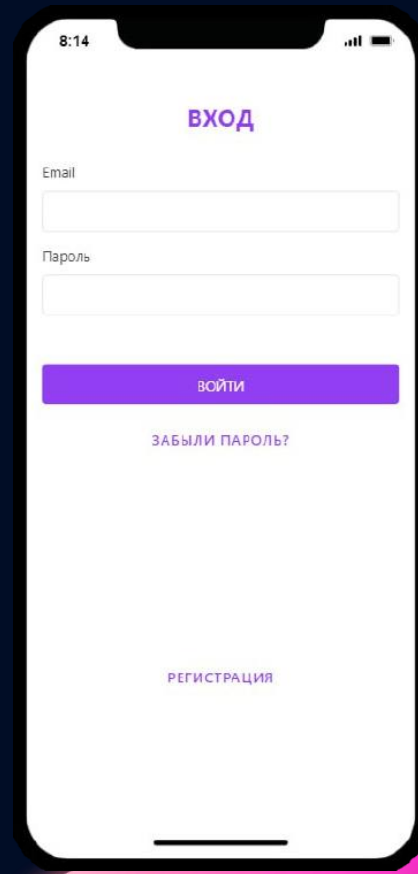 8:14
ВХОД
Email
Пароль
ВОЙТИ
ЗАБЫЛИ ПАРОЛЬ?
РЕГИСТРАЦИЯ